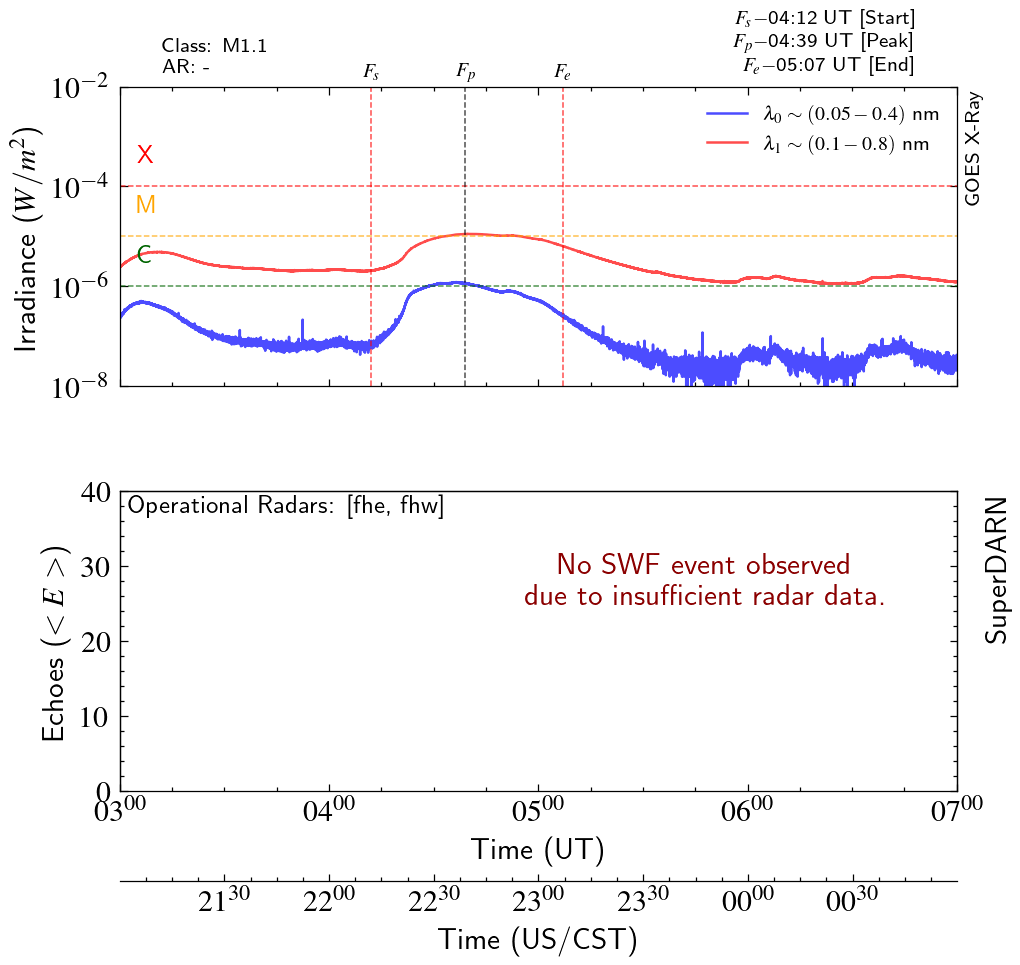 Class: M1.1
AR: -
F_s−04:12 UT [Start]
F_p−04:39 UT [Peak]
F_e−05:07 UT [End]
F_s
F_p
F_e
10^−2
10^−4
10^−6
10^−8
Irradiance (W/m^2)
X
M
C
λ_0 ∼ (0.05 − 0.4) nm
λ_1 ∼ (0.1 − 0.8) nm
GOES X-Ray
40
30
20
10
0
Echoes (< E >)
Operational Radars: [fhe, fhw]
No SWF event observed
due to insufficient radar data.
SuperDARN
03^00 04^00 05^00 06^00 07^00
Time (UT)
21^30 22^00 22^30 23^00 23^30 00^00 00^30
Time (US/CST)